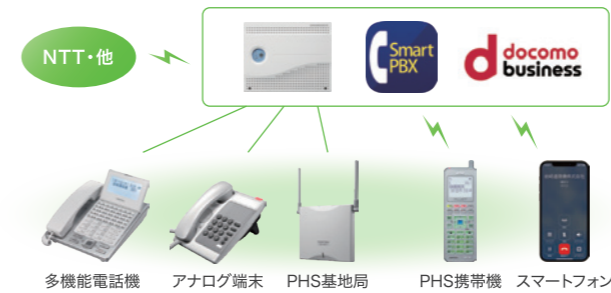 NTT・他
Smart
PBX
docomo
business
多機能電話機
アナログ端末
PHS基地局
PHS携帯機
スマートフォン